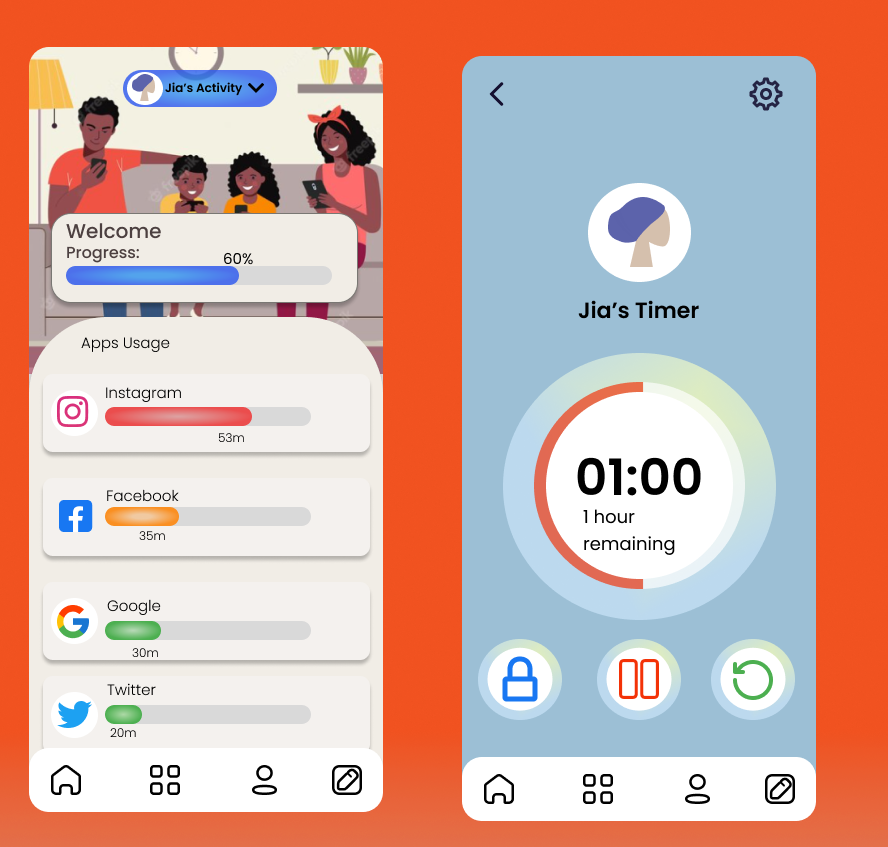 Jia's Activity
Welcome
Progress:
60%
Apps Usage
Instagram
53m
Facebook
35m
Google
30m
Twitter
20m
Jia's Timer
01:00
1 hour
remaining